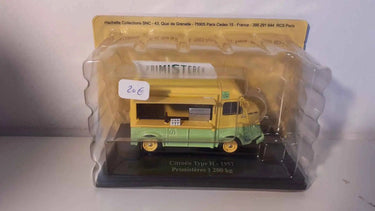 Hachette Collections SNC - 43, Quai de Grenelle - 75905 Paris Cedex 15 - France - 395 291 644 RCS Paris
PRIMISTERES
20€
Citroën Type H - 1957
Primistères 1 200 kg